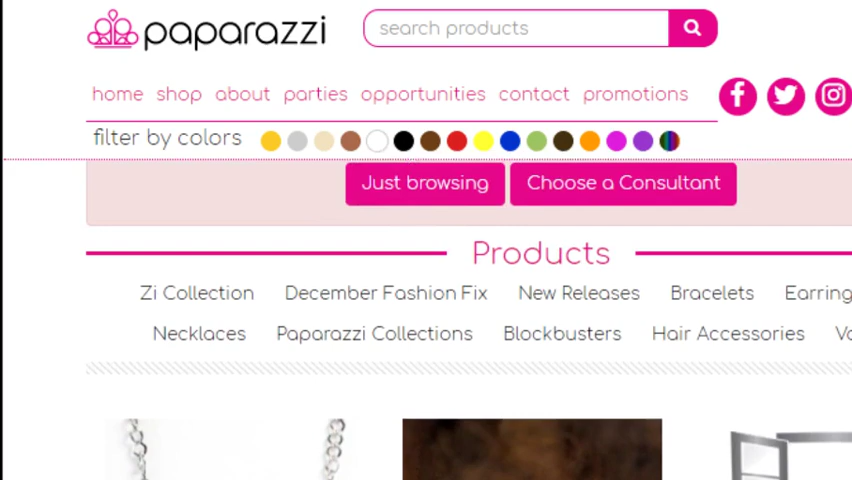 paparazzi
search products
home shop about parties opportunities contact promotions
filter by colors
Just browsing Choose a Consultant
Products
Zi Collection December Fashion Fix New Releases Bracelets Earring
Necklaces Paparazzi Collections Blockbusters Hair Accessories